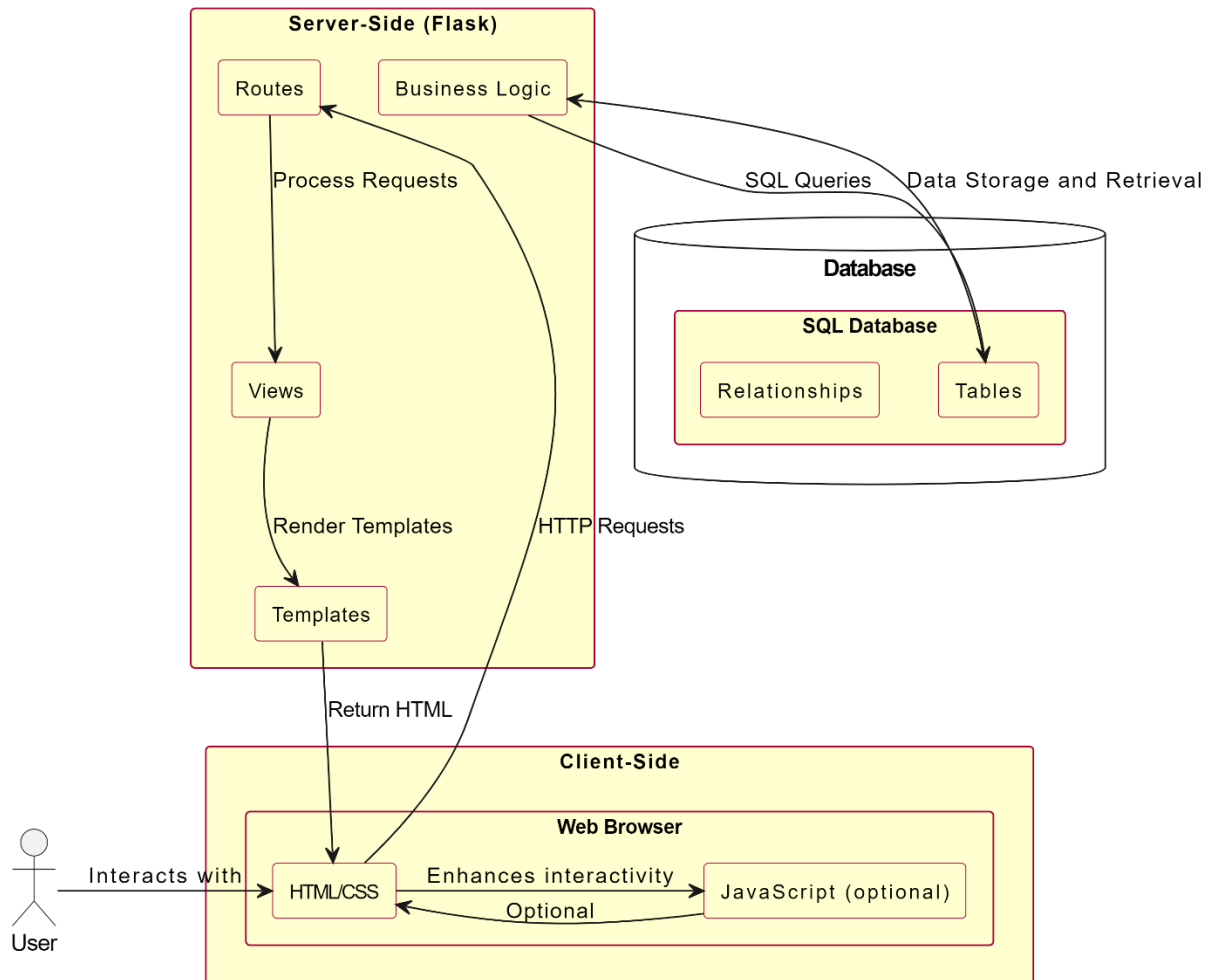 Server-Side (Flask)
Routes
Business Logic
Process Requests
SQL Queries
Data Storage and Retrieval
Database
SQL Database
Relationships
Tables
Views
Render Templates
HTTP Requests
Templates
Return HTML
Client-Side
Web Browser
Interacts with
HTML/CSS
Enhances interactivity
Optional
JavaScript (optional)
User